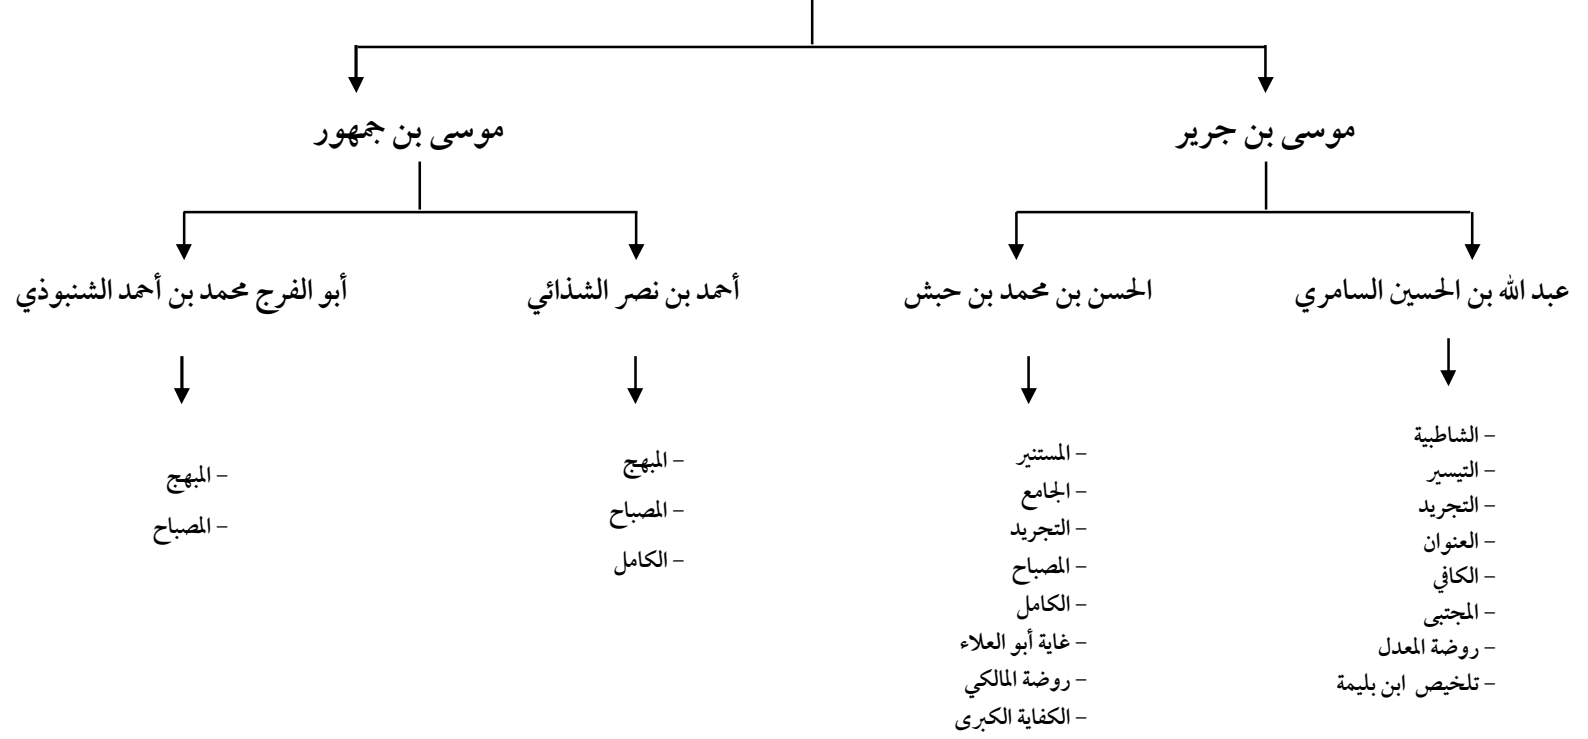 موسى بن جرير
موسى بن جمهور
عبد الله بن الحسين السامري
الحسن بن محمد بن حبش
أحمد بن نصر الشذائي
أبو الفرج محمد بن أحمد الشنبوذي
– الشاطبية
– التيسير
– التجريد
– العنوان
– الكافي
– المجتبى
– روضة المعدل
– تلخيص ابن بليمة
– المستنير
– الجامع
– التجريد
– المصباح
– الكامل
– غاية أبو العلاء
– روضة المالكي
– الكفاية الكبرى
– المبهج
– المصباح
– الكامل
– المبهج
– المصباح